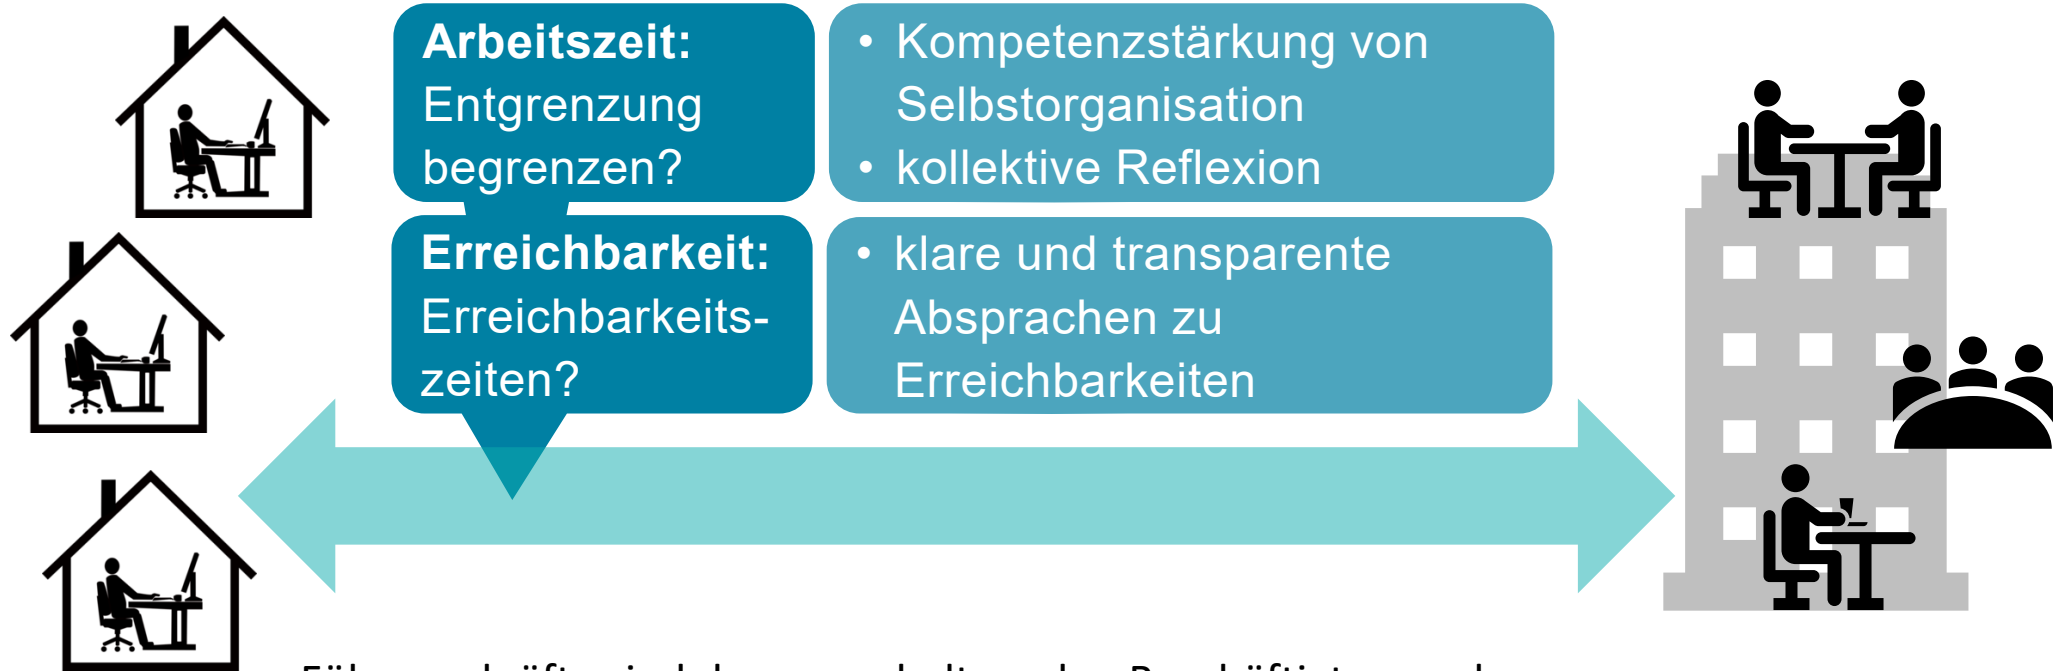 Arbeitszeit:
Entgrenzung
begrenzen?
• Kompetenzstärkung von
Selbstorganisation
• kollektive Reflexion
Erreichbarkeit:
Erreichbarkeits-
zeiten?
• klare und transparente
Absprachen zu
Erreichbarkeiten